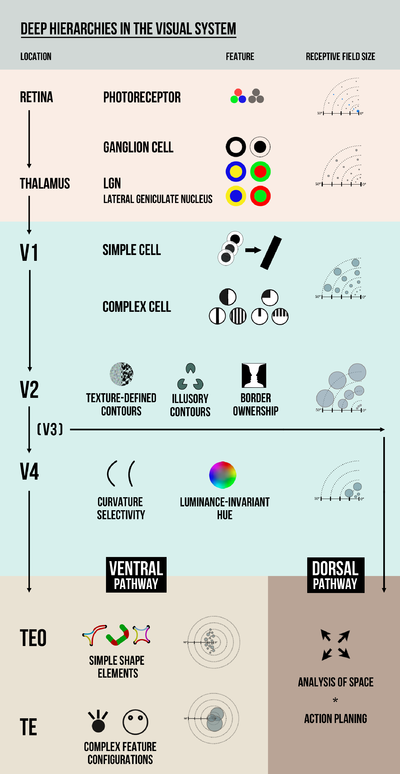 DEEP HIERARCHIES IN THE VISUAL SYSTEM
LOCATION FEATURE RECEPTIVE FIELD SIZE
RETINA PHOTORECEPTOR
GANGLION CELL
THALAMUS LGN
LATERAL GENICULATE NUCLEUS
V1 SIMPLE CELL
COMPLEX CELL
V2
TEXTURE-DEFINED
CONTOURS
ILLUSORY
CONTOURS
BORDER
OWNERSHIP
(V3)
V4
CURVATURE
SELECTIVITY
LUMINANCE-INVARIANT
HUE
VENTRAL
PATHWAY
DORSAL
PATHWAY
TEO
SIMPLE SHAPE
ELEMENTS
ANALYSIS OF SPACE
*
ACTION PLANING
TE
COMPLEX FEATURE
CONFIGURATIONS